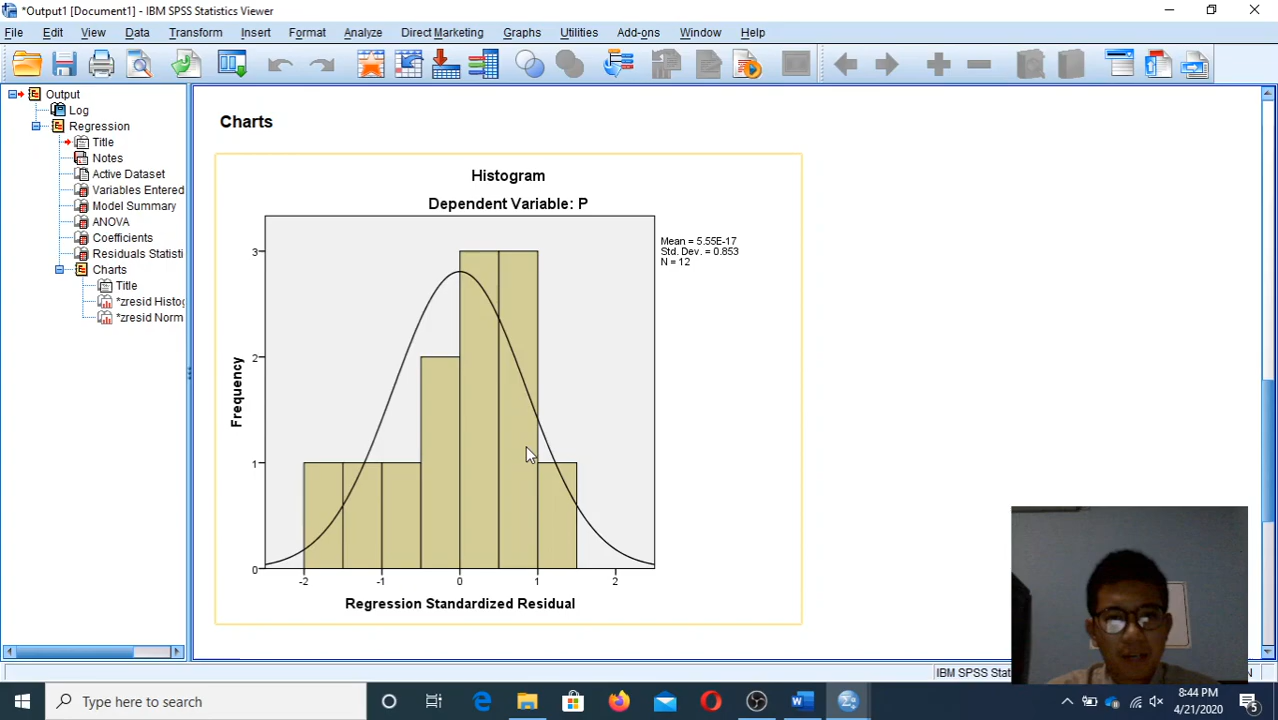 *Output1 [Document1] - IBM SPSS Statistics Viewer
File Edit View Data Transform Insert Format Analyze Direct Marketing Graphs Utilities Add-ons Window Help
Output
Log
Regression
Title
Notes
Active Dataset
Variables Entered
Model Summary
ANOVA
Coefficients
Residuals Statisti
Charts
Title
*zresid Histog
*zresid Norm
Charts
Histogram
Dependent Variable: P
Mean = 5.55E-17
Std. Dev. = 0.853
N = 12
Frequency
3
2
1
0
-2 -1 0 1 2
Regression Standardized Residual
IBM SPSS Stati
Type here to search
8:44 PM
4/21/2020
5